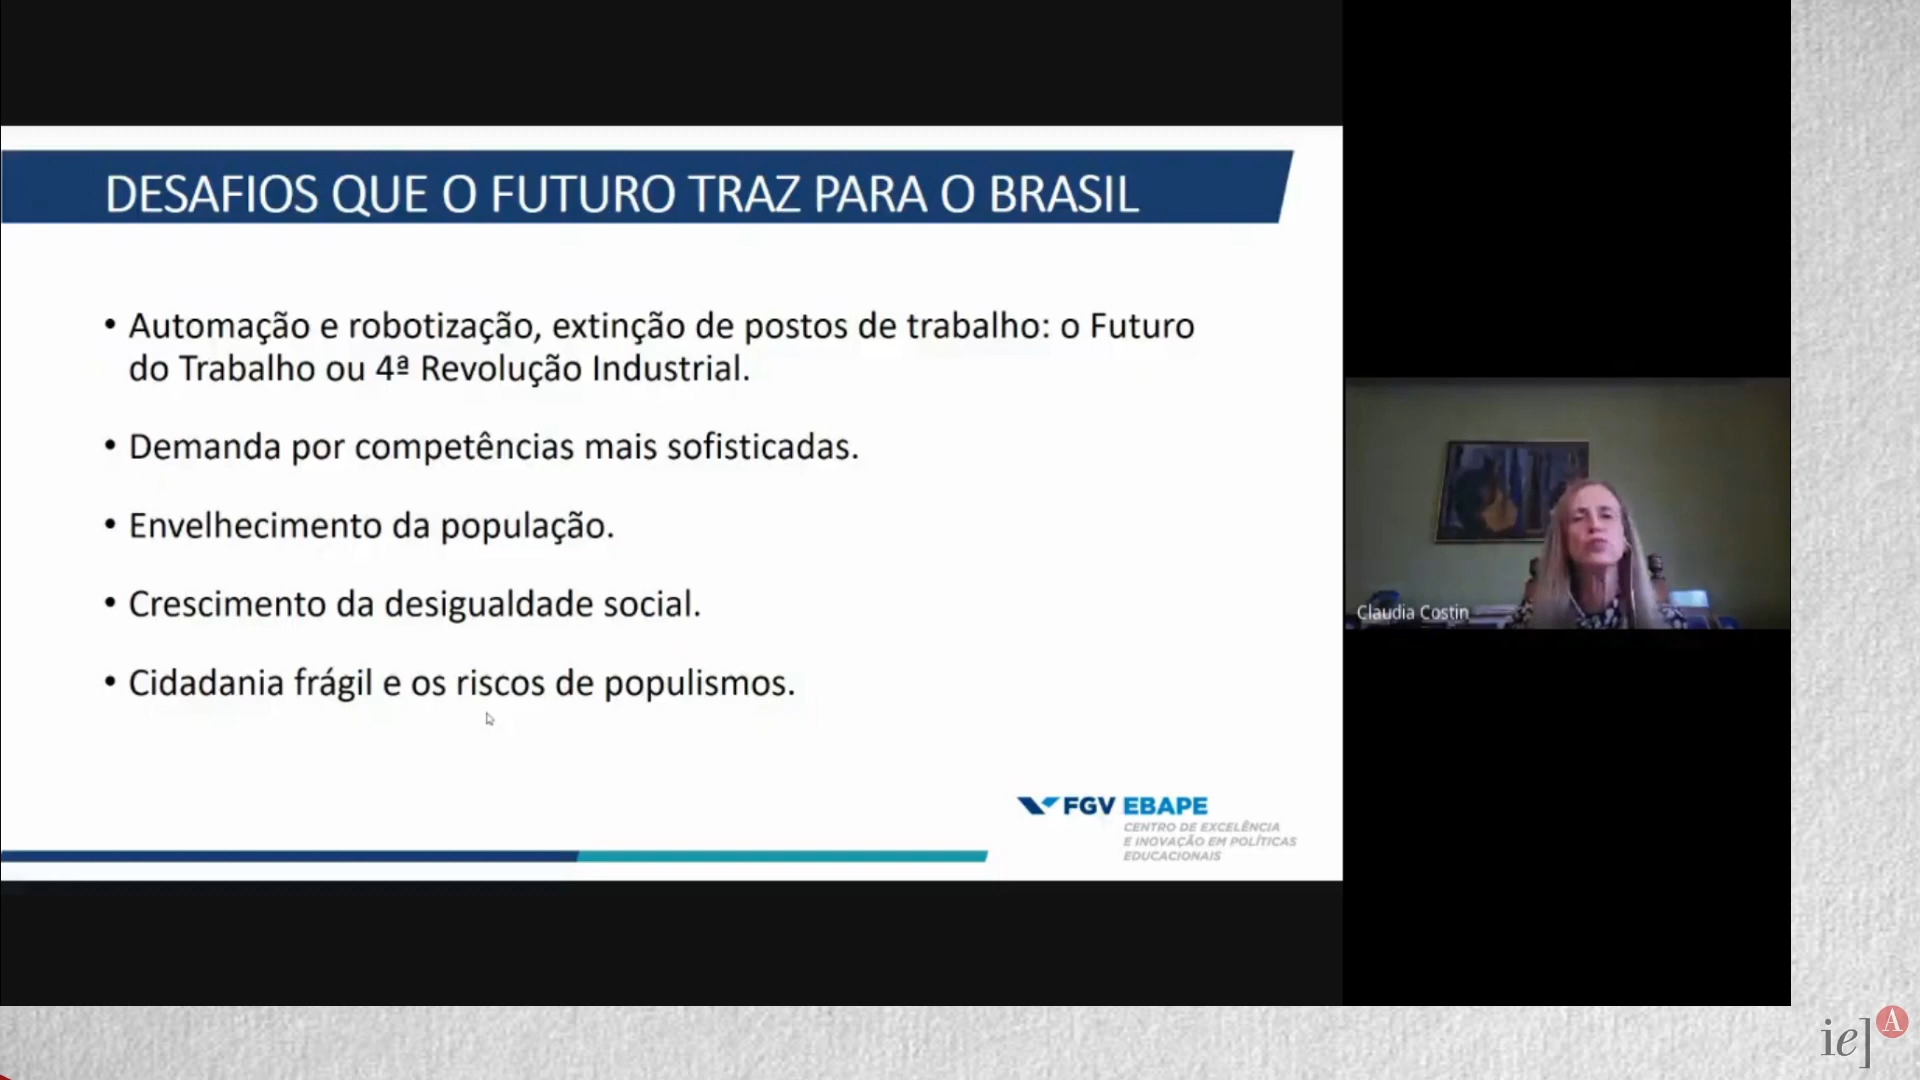 DESAFIOS QUE O FUTURO TRAZ PARA O BRASIL
• Automação e robotização, extinção de postos de trabalho: o Futuro
do Trabalho ou 4ª Revolução Industrial.
• Demanda por competências mais sofisticadas.
• Envelhecimento da população.
• Crescimento da desigualdade social.
• Cidadania frágil e os riscos de populismos.
FGV EBAPE
CENTRO DE EXCELÊNCIA
E INOVAÇÃO EM POLÍTICAS
EDUCACIONAIS
Claudia Costin
ie]A